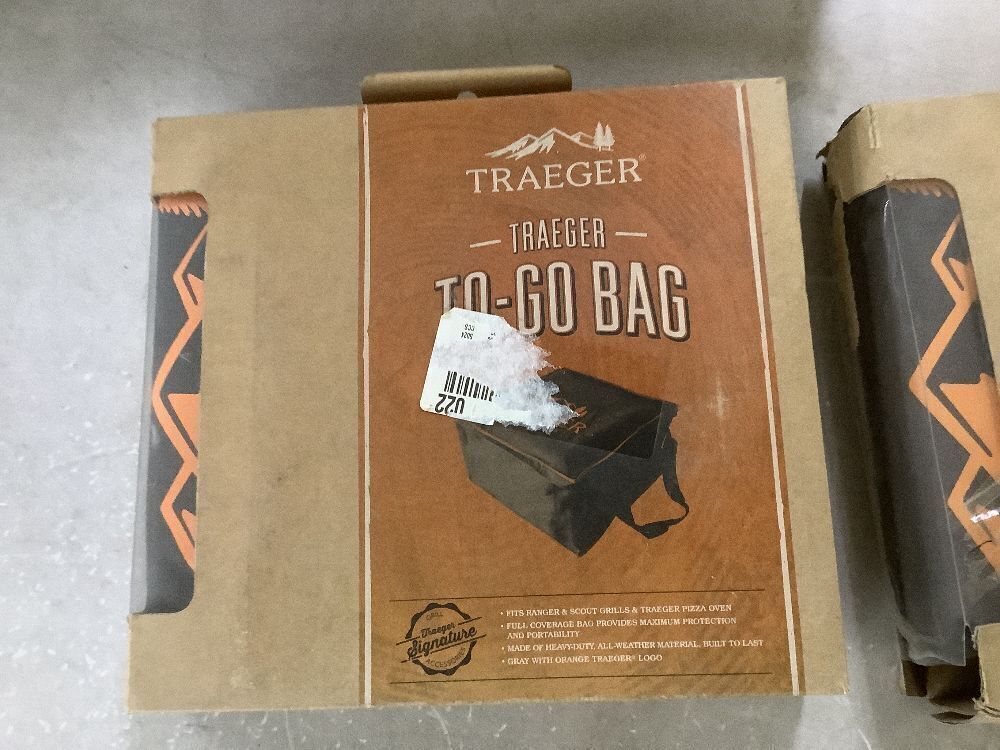 TRAEGER®
TRAEGER
TO-GO BAG
U22
• FITS RANGER & SCOUT GRILLS & TRAEGER PIZZA OVEN
• FULL COVERAGE BAG PROVIDES MAXIMUM PROTECTION
AND PORTABILITY
• MADE OF HEAVY-DUTY, ALL-WEATHER MATERIAL, BUILT TO LAST
• GRAY WITH ORANGE TRAEGER® LOGO
GRILL
Traeger
Signature
ACCESSORIES